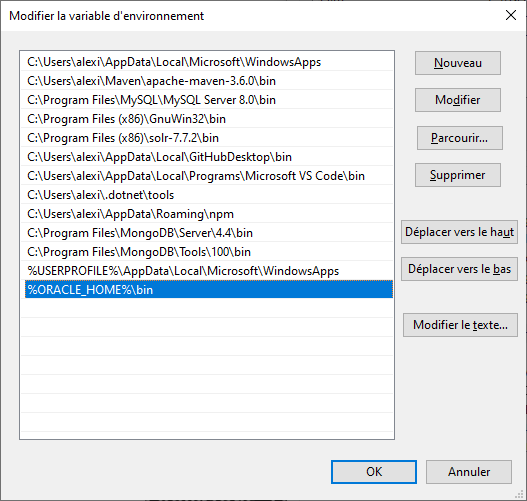 Modifier la variable d'environnement
C:\Users\alexi\AppData\Local\Microsoft\WindowsApps
C:\Users\alexi\Maven\apache-maven-3.6.0\bin
C:\Program Files\MySQL\MySQL Server 8.0\bin
C:\Program Files (x86)\GnuWin32\bin
C:\Program Files (x86)\solr-7.7.2\bin
C:\Users\alexi\AppData\Local\GitHubDesktop\bin
C:\Users\alexi\AppData\Local\Programs\Microsoft VS Code\bin
C:\Users\alexi\.dotnet\tools
C:\Users\alexi\AppData\Roaming\npm
C:\Program Files\MongoDB\Server\4.4\bin
C:\Program Files\MongoDB\Tools\100\bin
%USERPROFILE%\AppData\Local\Microsoft\WindowsApps
%ORACLE_HOME%\bin
Nouveau
Modifier
Parcourir...
Supprimer
Déplacer vers le haut
Déplacer vers le bas
Modifier le texte...
OK
Annuler